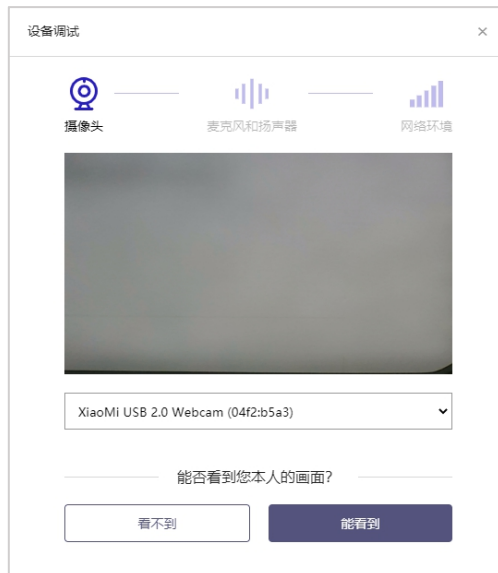 设备调试
摄像头
麦克风和扬声器
网络环境
XiaoMi USB 2.0 Webcam (04f2:b5a3)
能否看到您本人的画面?
看不到
能看到